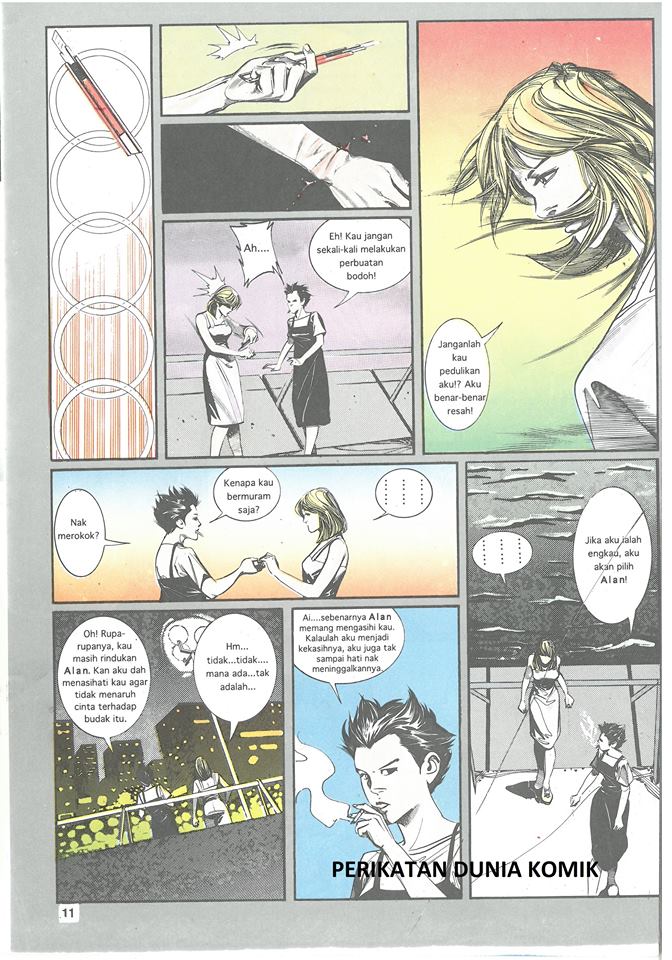 Ah....
Eh! Kau jangan
sekali-kali melakukan
perbuatan
bodoh!
Janganlah
kau
pedulikan
aku!? Aku
benar-benar
resah!
Nak
merokok?
Kenapa kau
bermuram
saja?
Jika aku ialah
engkau, aku
akan pilih
Alan!
Oh! Rupa-
rupanya, kau
masih rindukan
Alan. Kan aku dah
menasihati kau agar
tidak menaruh
cinta terhadap
budak itu.
Hm...
tidak...tidak....
mana ada...tak
adalah...
Ai....sebenarnya Alan
memang mengasihi kau.
Kalaulah aku menjadi
kekasihnya, aku juga tak
sampai hati nak
meninggalkannya.
PERIKATAN DUNIA KOMIK
11